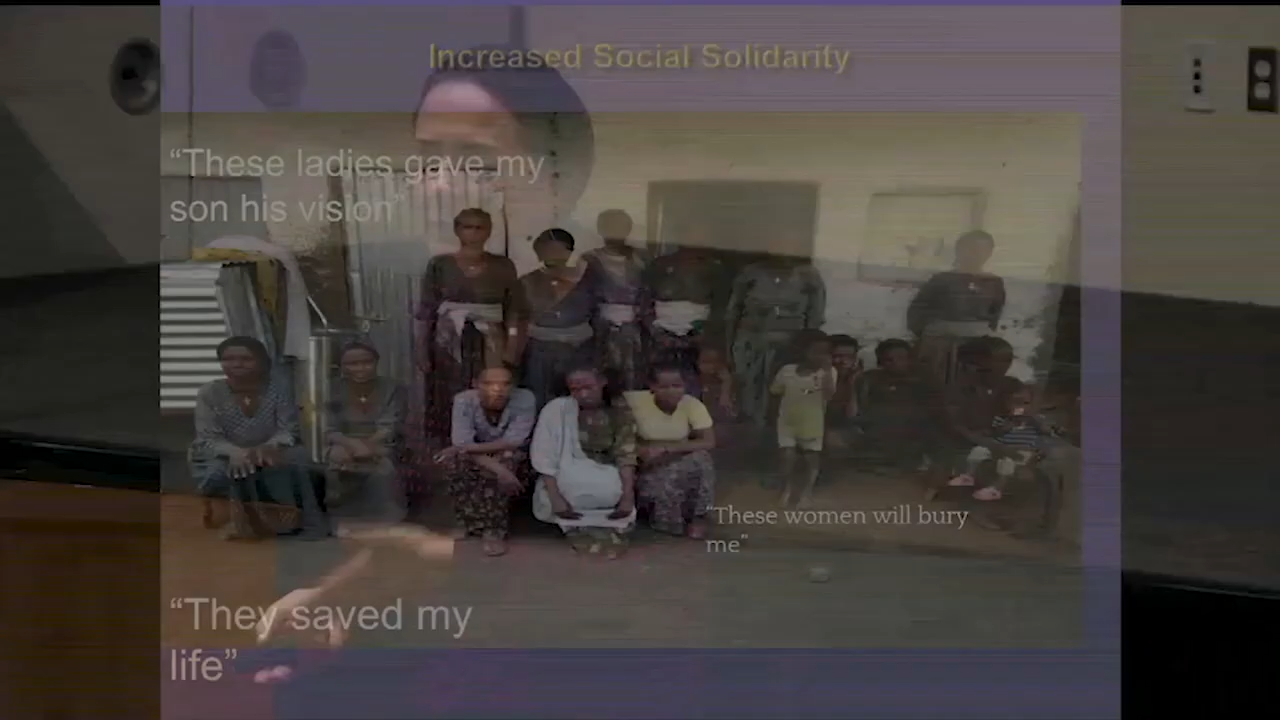 Increased Social Solidarity
“These ladies gave my
son his vision”
“These women will bury
me”
“They saved my
life”